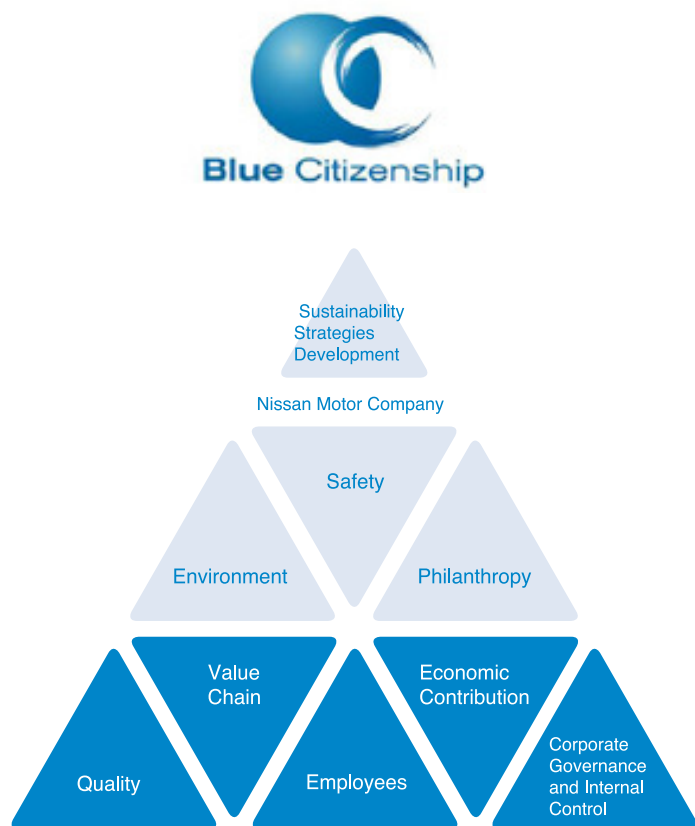 Blue Citizenship
Sustainability
Strategies
Development
Nissan Motor Company
Safety
Environment
Philanthropy
Value
Chain
Economic
Contribution
Quality
Employees
Corporate
Governance
and Internal
Control